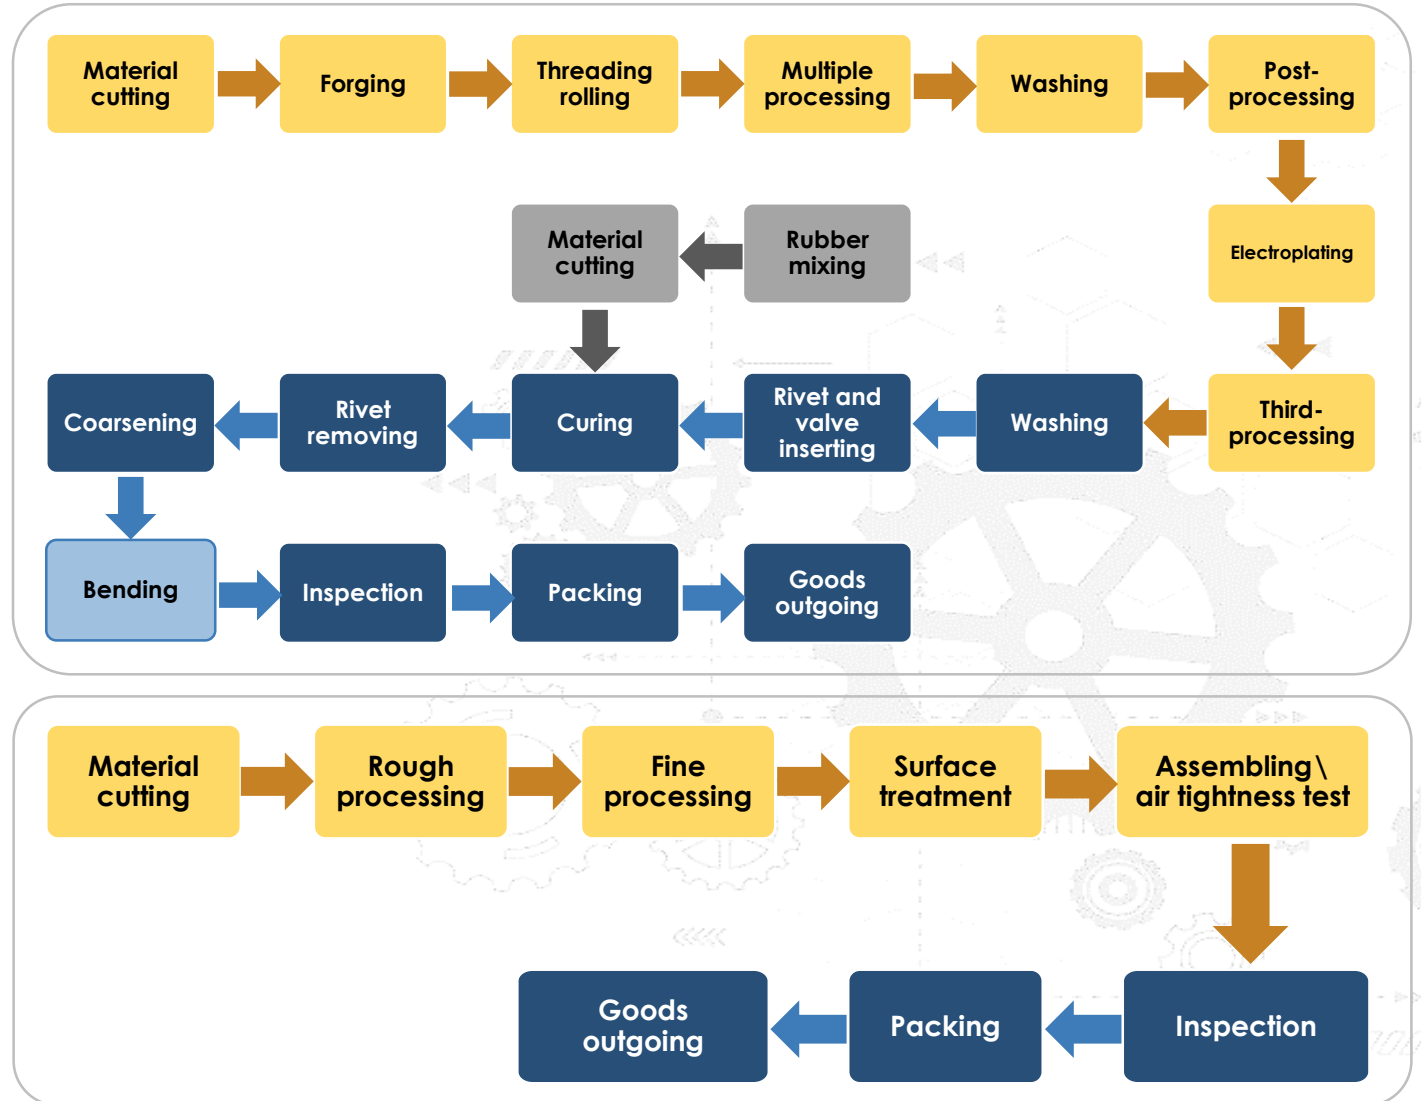 Material
cutting
Forging
Threading
rolling
Multiple
processing
Washing
Post-
processing
Material
cutting
Rubber
mixing
Electroplating
Coarsening
Rivet
removing
Curing
Rivet and
valve
inserting
Washing
Third-
processing
Bending
Inspection
Packing
Goods
outgoing
Material
cutting
Rough
processing
Fine
processing
Surface
treatment
Assembling\
air tightness test
Goods
outgoing
Packing
Inspection